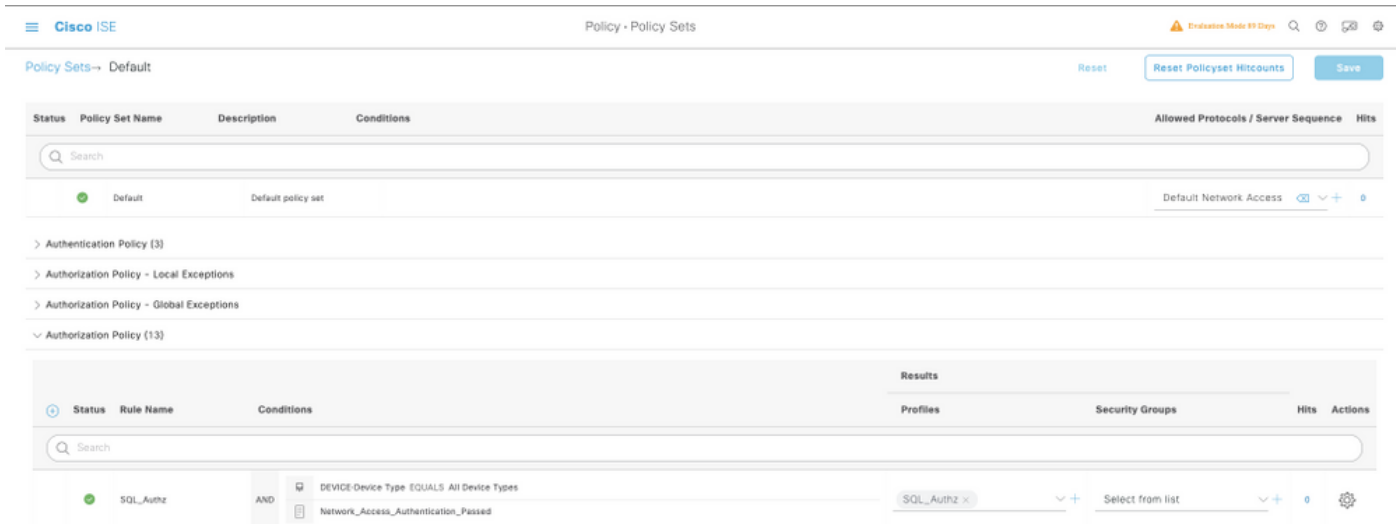 Cisco ISE
Policy · Policy Sets
Evaluation Mode 89 Days
Policy Sets→ Default
Reset
Reset Policyset Hitcounts
Save
Status Policy Set Name Description Conditions Allowed Protocols / Server Sequence Hits
Search
Default Default policy set Default Network Access 0
Authentication Policy (3)
Authorization Policy - Local Exceptions
Authorization Policy - Global Exceptions
Authorization Policy (13)
Results
Status Rule Name Conditions Profiles Security Groups Hits Actions
Search
DEVICE-Device Type EQUALS All Device Types
SQL_Authz AND SQL_Authz × Select from list 0
Network_Access_Authentication_Passed